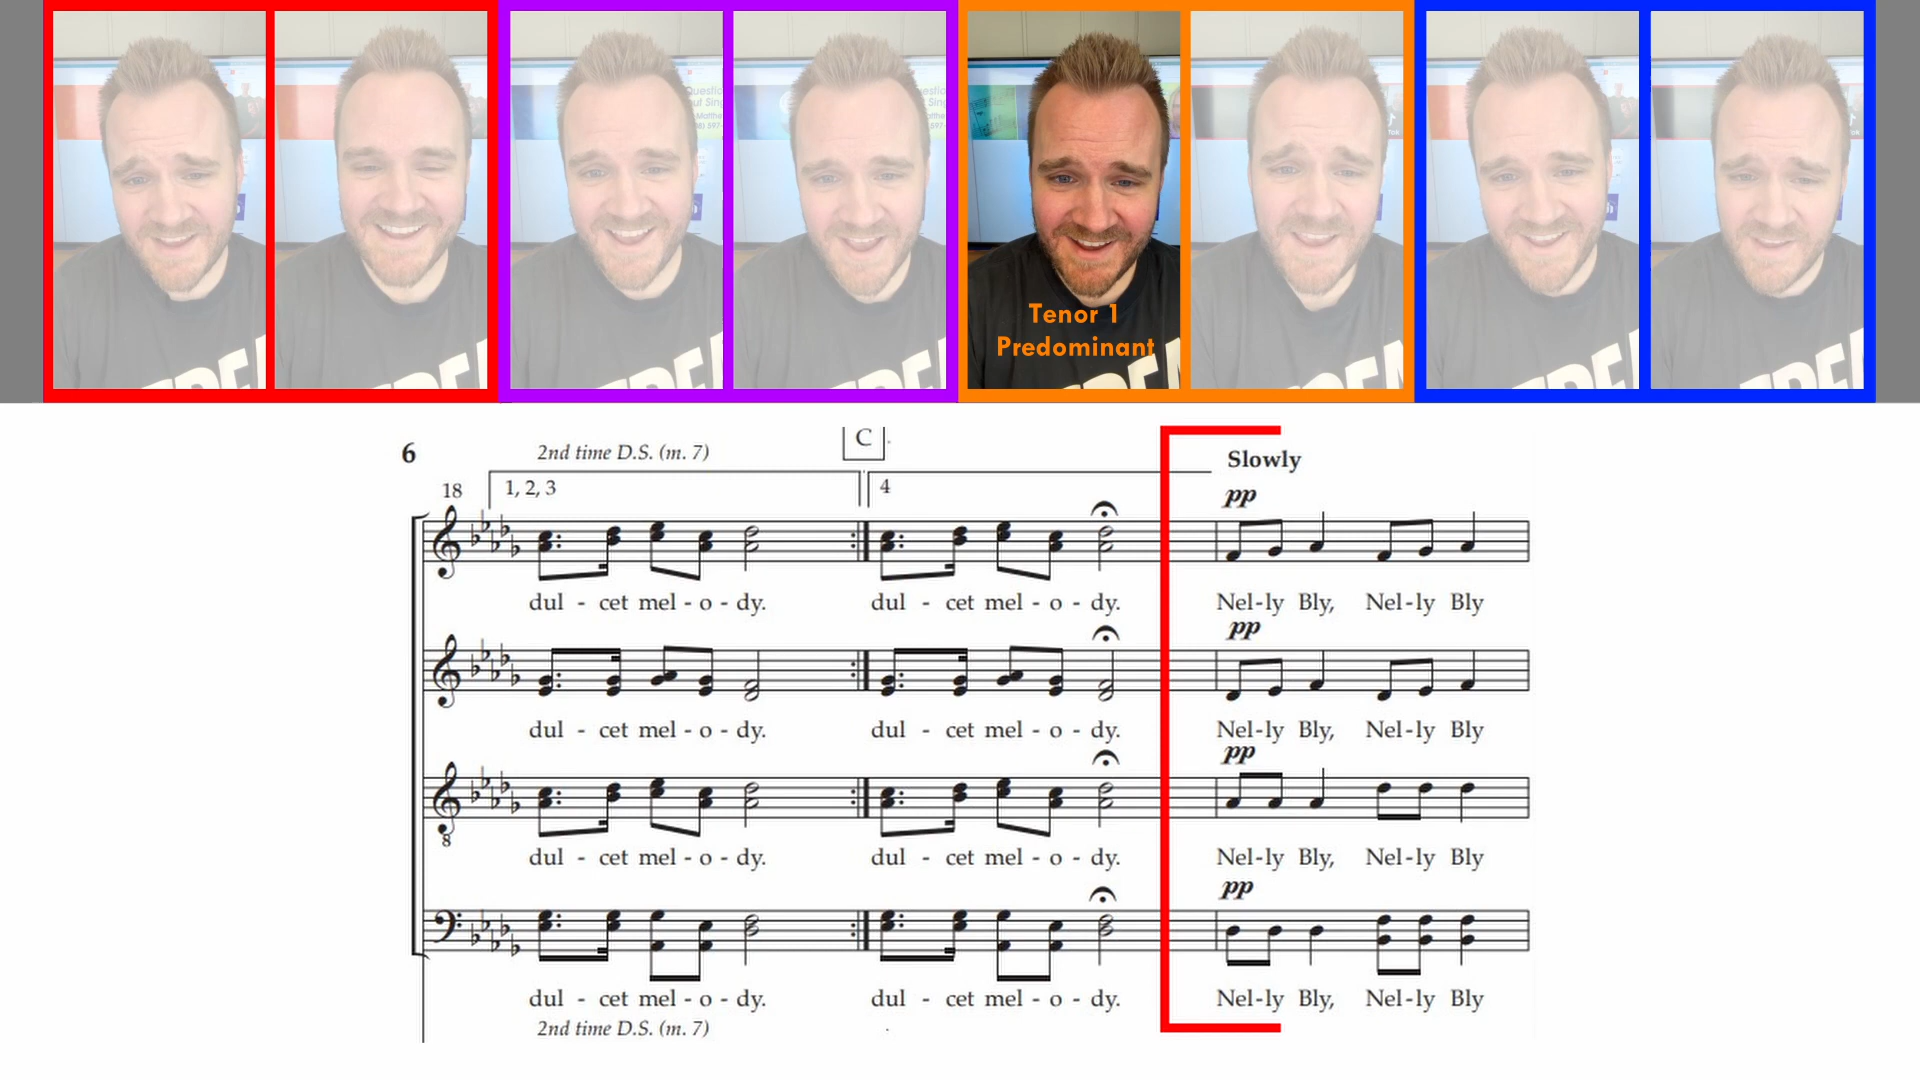 Tenor 1
Predominant
6
2nd time D.S. (m. 7)
C
Slowly
18
1, 2, 3
4
pp
dul - cet mel - o - dy. dul - cet mel - o - dy. Nel - ly Bly, Nel - ly Bly
pp
dul - cet mel - o - dy. dul - cet mel - o - dy. Nel - ly Bly, Nel - ly Bly
pp
8
dul - cet mel - o - dy. dul - cet mel - o - dy. Nel - ly Bly, Nel - ly Bly
pp
dul - cet mel - o - dy. dul - cet mel - o - dy. Nel - ly Bly, Nel - ly Bly
2nd time D.S. (m. 7)